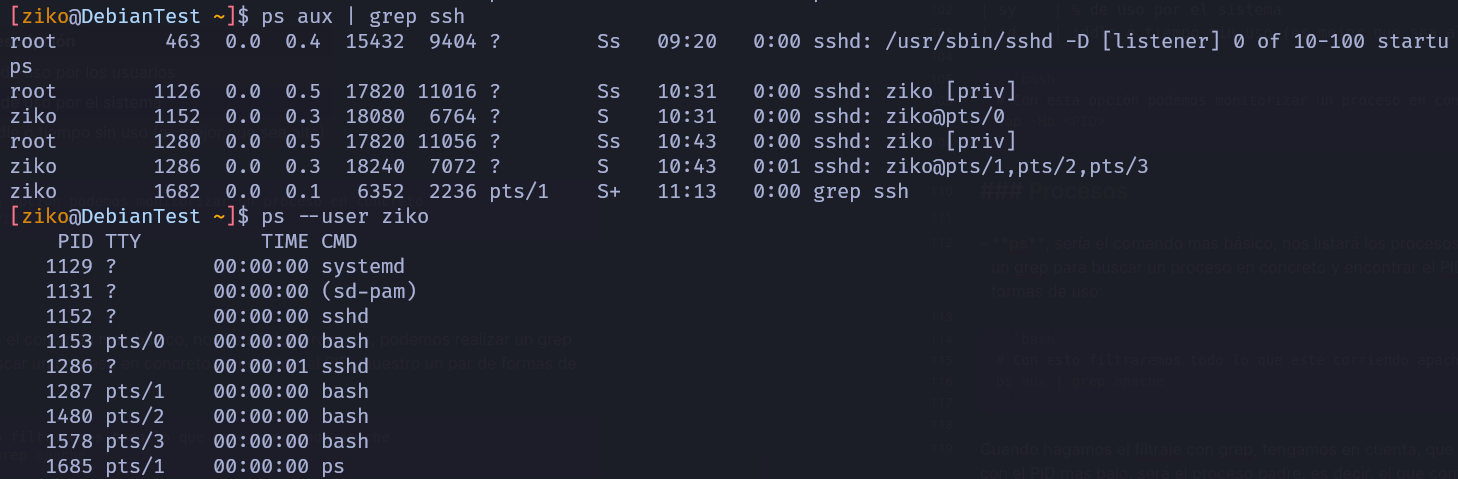 [ziko@DebianTest ~]$ ps aux | grep ssh
root         463  0.0  0.4  15432  9404 ?        Ss   09:20   0:00 sshd: /usr/sbin/sshd -D [listener] 0 of 10-100 startu
ps
root        1126  0.0  0.5  17820 11016 ?        Ss   10:31   0:00 sshd: ziko [priv]
ziko        1152  0.0  0.3  18080  6764 ?        S    10:31   0:00 sshd: ziko@pts/0
root        1280  0.0  0.5  17820 11056 ?        Ss   10:43   0:00 sshd: ziko [priv]
ziko        1286  0.0  0.3  18240  7072 ?        S    10:43   0:01 sshd: ziko@pts/1,pts/2,pts/3
ziko        1682  0.0  0.1   6352  2236 pts/1    S+   11:13   0:00 grep ssh
[ziko@DebianTest ~]$ ps --user ziko
    PID TTY          TIME CMD
   1129 ?        00:00:00 systemd
   1131 ?        00:00:00 (sd-pam)
   1152 ?        00:00:00 sshd
   1153 pts/0    00:00:00 bash
   1286 ?        00:00:01 sshd
   1287 pts/1    00:00:00 bash
   1480 pts/2    00:00:00 bash
   1578 pts/3    00:00:00 bash
   1685 pts/1    00:00:00 ps